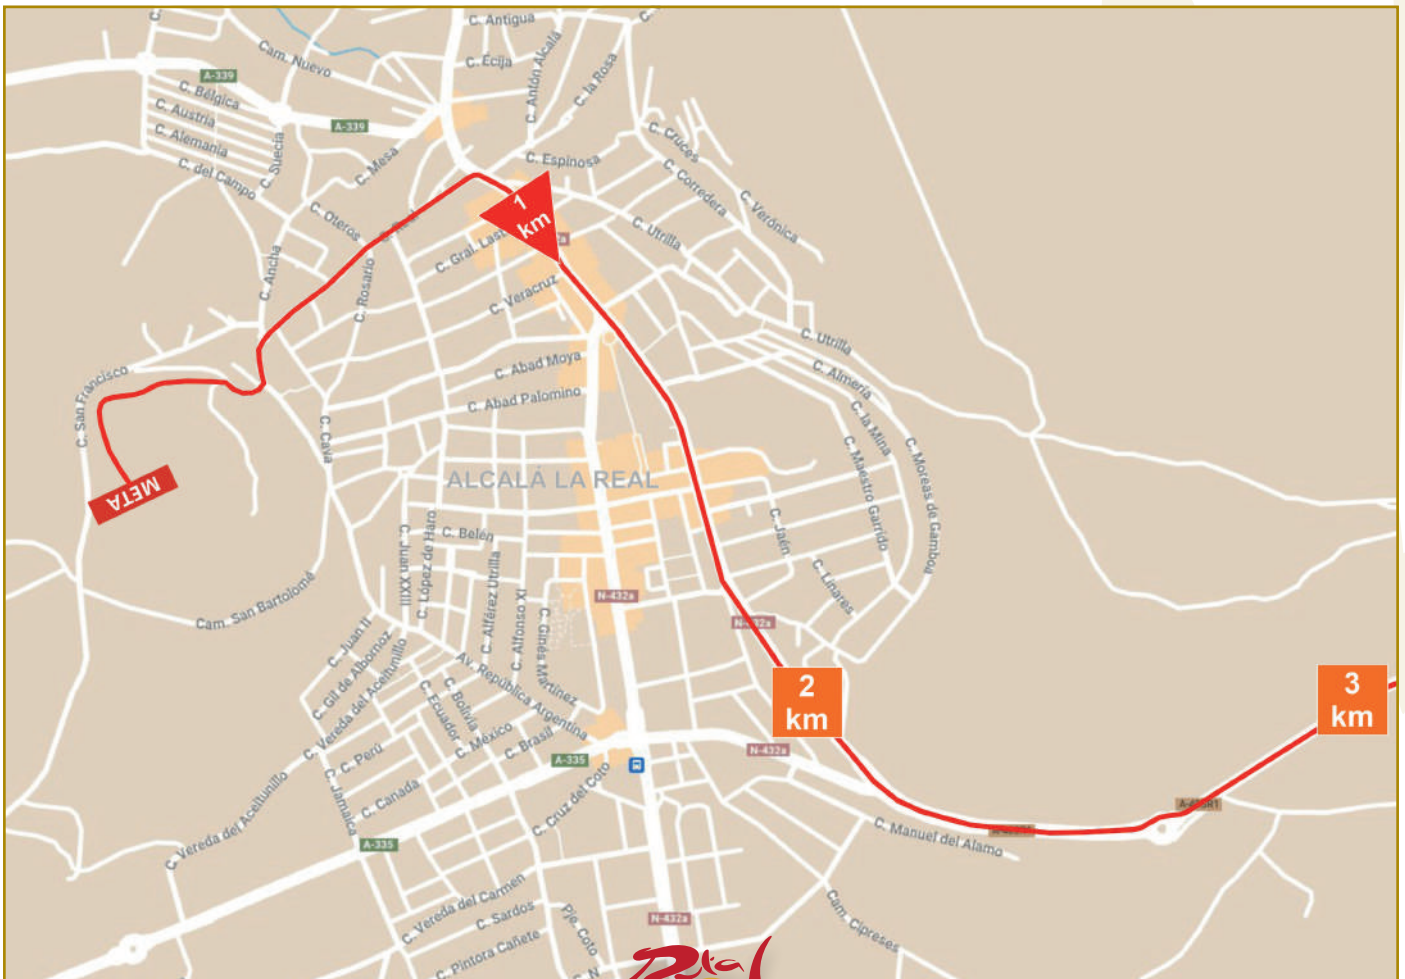 C. Antigua
C. Écija
C. Antón Alcalá
C. la Rosa
Cam. Nuevo
A-339
C. Bélgica
C. Austria
C. Alemania
C. del Campo
C. Suecia
A-339
C. Mesa
C. Espinosa
C. Cruces
C. Corredera
C. Verónica
C. Utrilla
1
km
C. Oteros
C. Ancha
C. Rosario
C. Veracruz
C. Utrilla
C. Almería
C. Abad Moya
C. Abad Palomino
C. San Francisco
C. Cava
C. la Mina
C. Maestro Garrido
C. Moreas de Gamboa
META
ALCALÁ LA REAL
C. Belén
C. Juan XXIII
C. López de Haro
C. Alférez Utrilla
C. Alfonso XI
C. Ginés Martínez
C. Jaén
C. Linares
N-432a
N-432a
Cam. San Bartolomé
C. Juan II
C. Gil de Albornoz
C. Vereda del Aceitunillo
Av. República Argentina
C. Bolivia
C. Ecuador
C. México
C. Brasil
C. Perú
C. Jamaica
C. Canadá
2
km
3
km
N-432a
A-335
C. Cruz del Coto
C. Vereda del Aceitunillo
A-335
C. Manuel del Alamo
C. Vereda del Carmen
C. Sardos
C. Pintora Cañete
Pje. Coto
N-432a
Cam. Cipreses
C. N